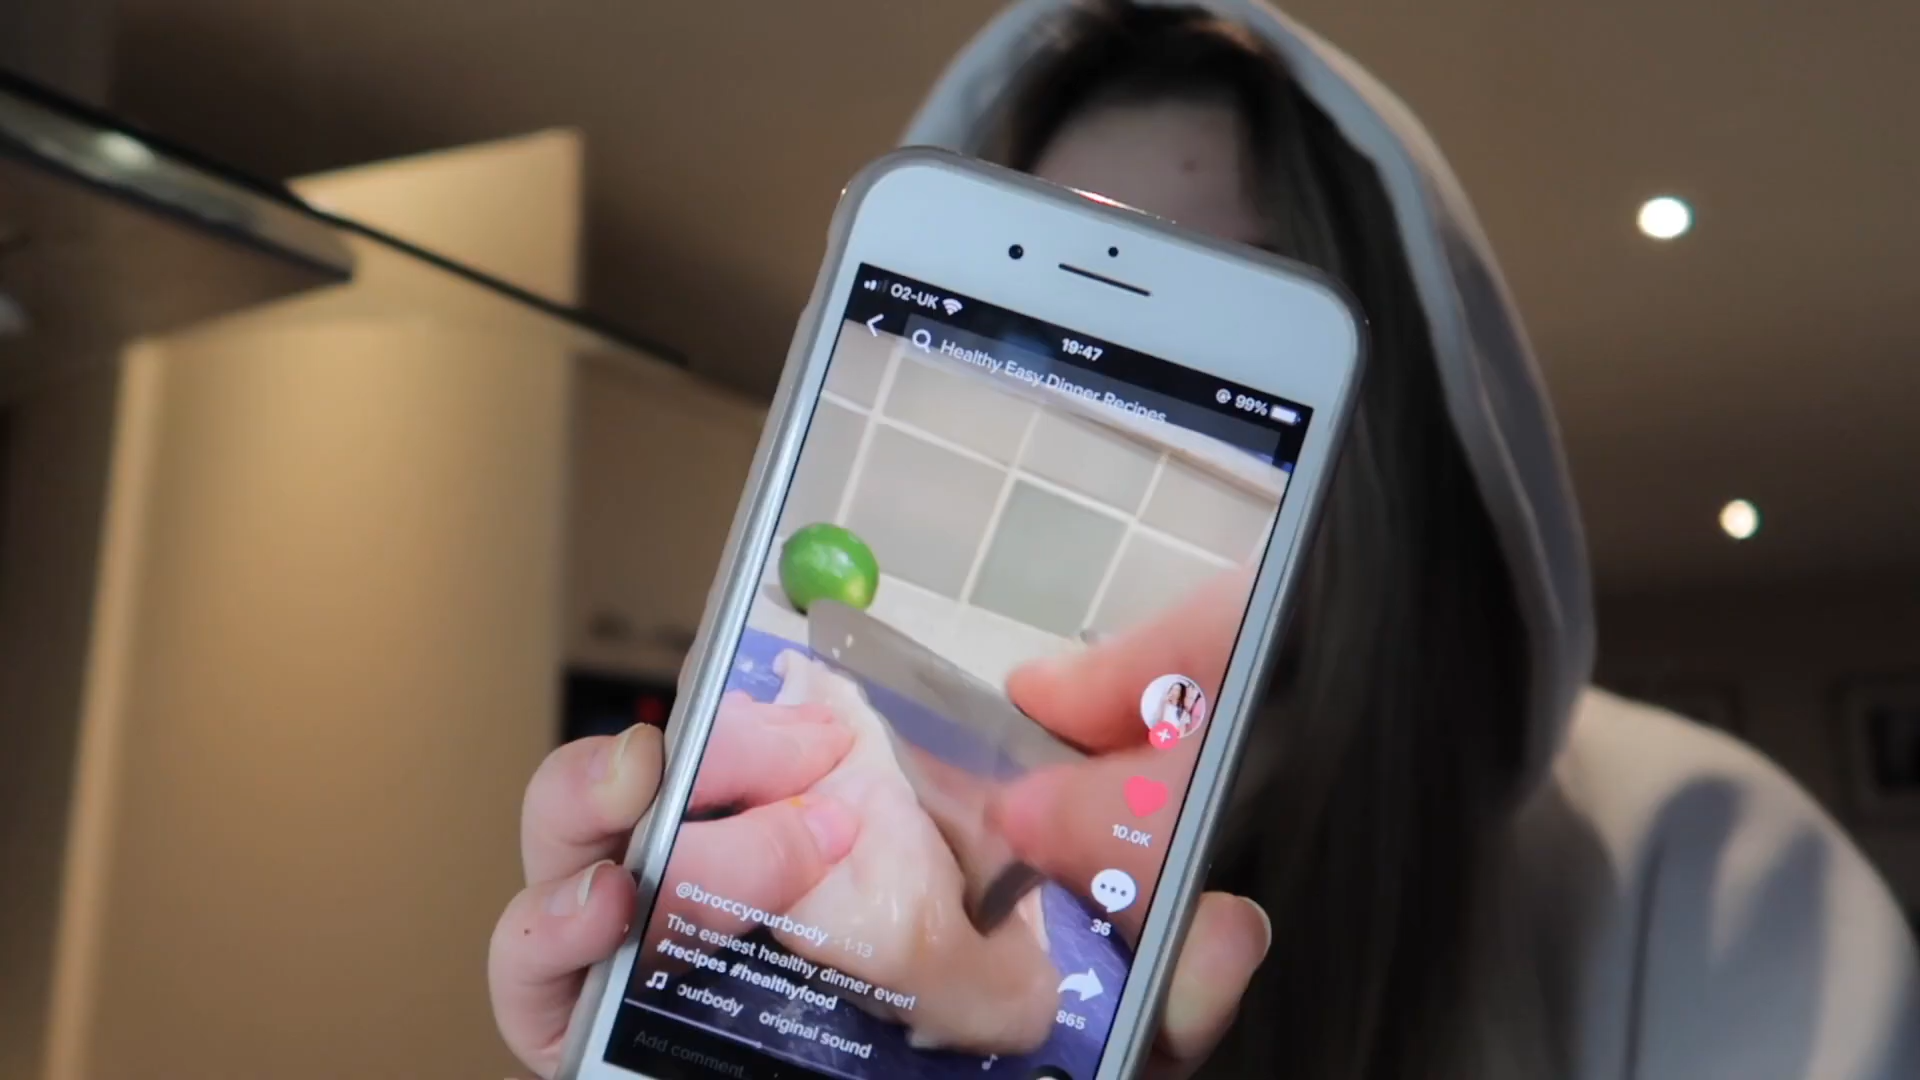 O2-UK
19:47
99%
Healthy Easy Dinner Recipes
10.0K
36
865
@broccyourbody · 1-13
The easiest healthy dinner ever!
#recipes #healthyfood
ourbody original sound
Add comment...